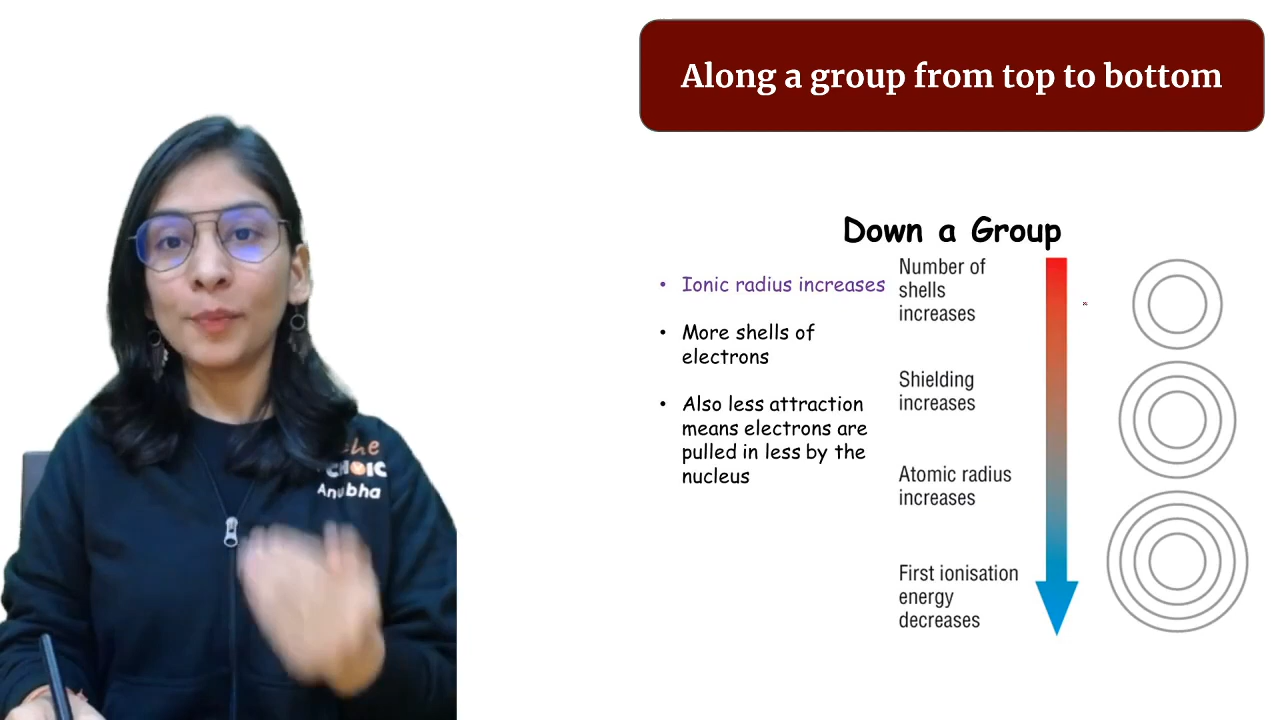 Along a group from top to bottom
Down a Group
• Ionic radius increases
• More shells of
electrons
• Also less attraction
means electrons are
pulled in less by the
nucleus
Number of
shells
increases
Shielding
increases
Atomic radius
increases
First ionisation
energy
decreases
che
CHOIC
Anubha